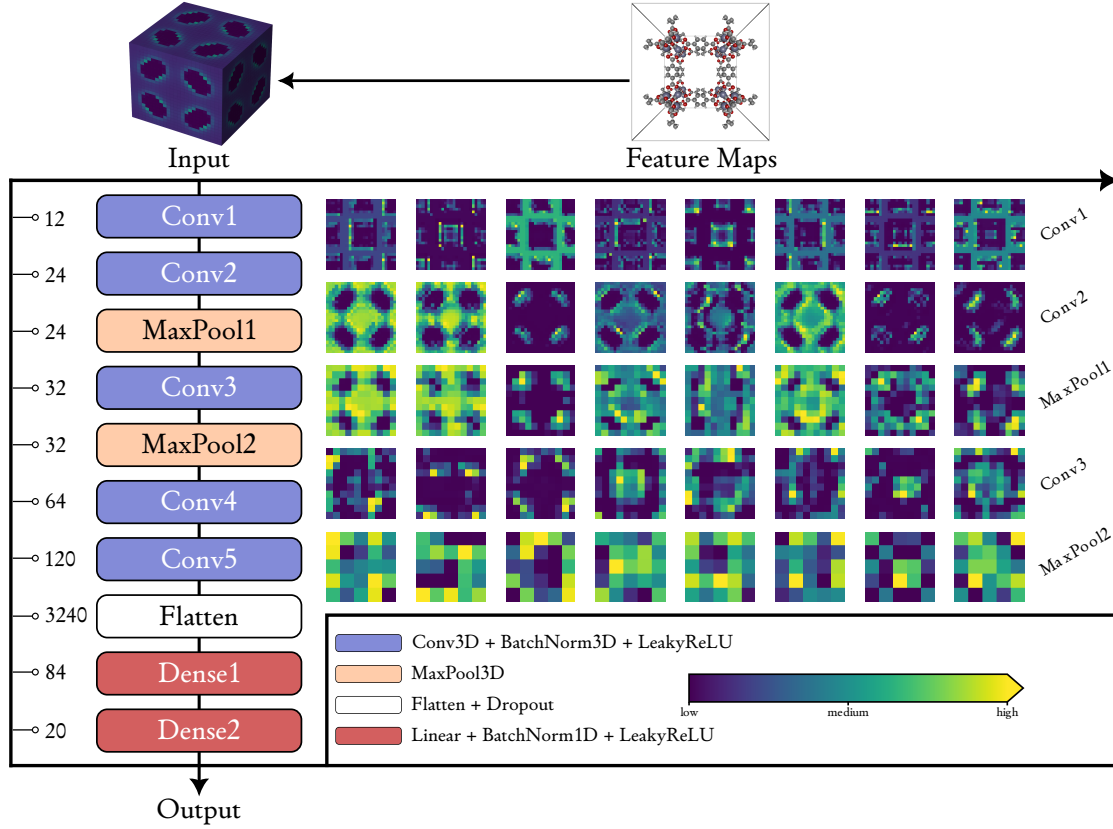 Input
Feature Maps
12
Conv1
24
Conv2
24
MaxPool1
32
Conv3
32
MaxPool2
64
Conv4
120
Conv5
3240
Flatten
84
Dense1
20
Dense2
Output
Conv1
Conv2
MaxPool1
Conv3
MaxPool2
Conv3D + BatchNorm3D + LeakyReLU
MaxPool3D
Flatten + Dropout
Linear + BatchNorm1D + LeakyReLU
low medium high